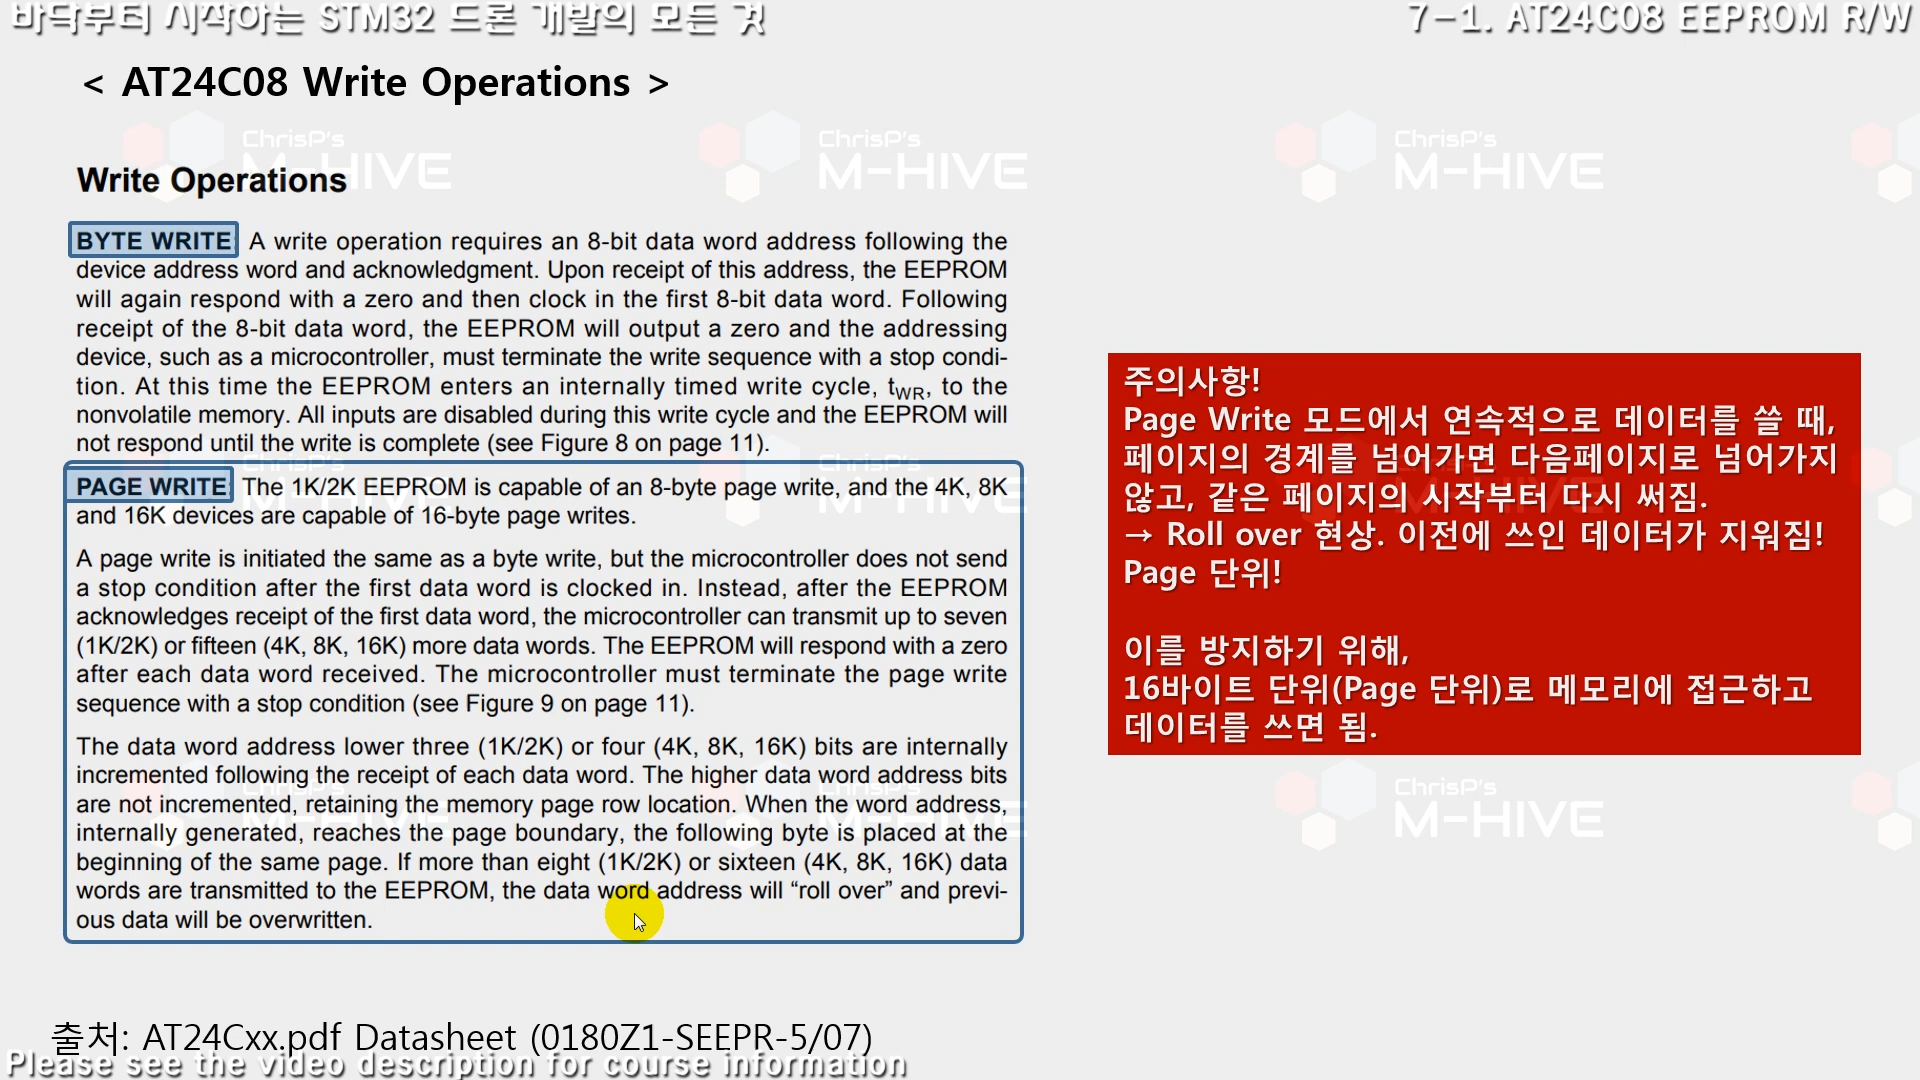 바닥부터 시작하는 STM32 드론 개발의 모든 것
7-1. AT24C08 EEPROM R/W
< AT24C08 Write Operations >
ChrisP's
M-HIVE
ChrisP's
M-HIVE
ChrisP's
M-HIVE
Write Operations
BYTE WRITE: A write operation requires an 8-bit data word address following the
device address word and acknowledgment. Upon receipt of this address, the EEPROM
will again respond with a zero and then clock in the first 8-bit data word. Following
receipt of the 8-bit data word, the EEPROM will output a zero and the addressing
device, such as a microcontroller, must terminate the write sequence with a stop condi-
tion. At this time the EEPROM enters an internally timed write cycle, tWR, to the
nonvolatile memory. All inputs are disabled during this write cycle and the EEPROM will
not respond until the write is complete (see Figure 8 on page 11).
PAGE WRITE: The 1K/2K EEPROM is capable of an 8-byte page write, and the 4K, 8K
and 16K devices are capable of 16-byte page writes.
A page write is initiated the same as a byte write, but the microcontroller does not send
a stop condition after the first data word is clocked in. Instead, after the EEPROM
acknowledges receipt of the first data word, the microcontroller can transmit up to seven
(1K/2K) or fifteen (4K, 8K, 16K) more data words. The EEPROM will respond with a zero
after each data word received. The microcontroller must terminate the page write
sequence with a stop condition (see Figure 9 on page 11).
The data word address lower three (1K/2K) or four (4K, 8K, 16K) bits are internally
incremented following the receipt of each data word. The higher data word address bits
are not incremented, retaining the memory page row location. When the word address,
internally generated, reaches the page boundary, the following byte is placed at the
beginning of the same page. If more than eight (1K/2K) or sixteen (4K, 8K, 16K) data
words are transmitted to the EEPROM, the data word address will “roll over” and previ-
ous data will be overwritten.
주의사항!
Page Write 모드에서 연속적으로 데이터를 쓸 때,
페이지의 경계를 넘어가면 다음페이지로 넘어가지
않고, 같은 페이지의 시작부터 다시 써짐.
→ Roll over 현상. 이전에 쓰인 데이터가 지워짐!
Page 단위!
이를 방지하기 위해,
16바이트 단위(Page 단위)로 메모리에 접근하고
데이터를 쓰면 됨.
ChrisP's
M-HIVE
출처: AT24Cxx.pdf Datasheet (0180Z1-SEEPR-5/07)
Please see the video description for course information